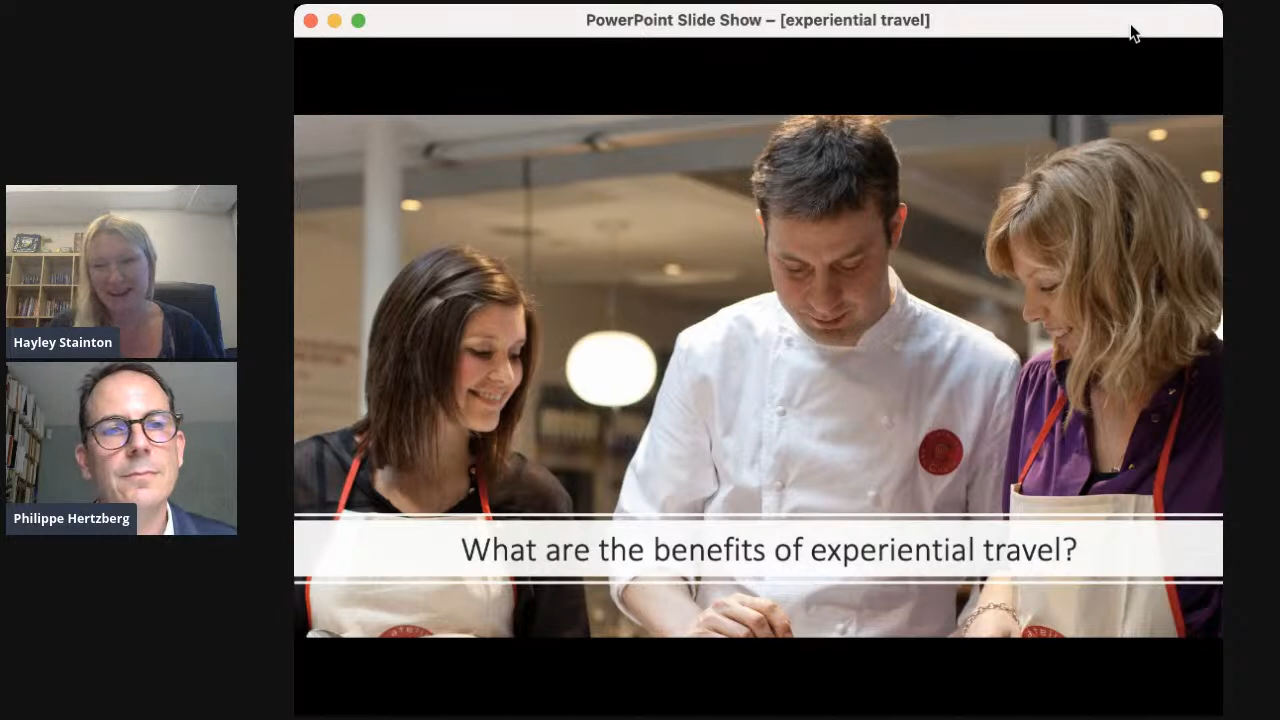 PowerPoint Slide Show – [experiential travel]
Hayley Stainton
Philippe Hertzberg
What are the benefits of experiential travel?